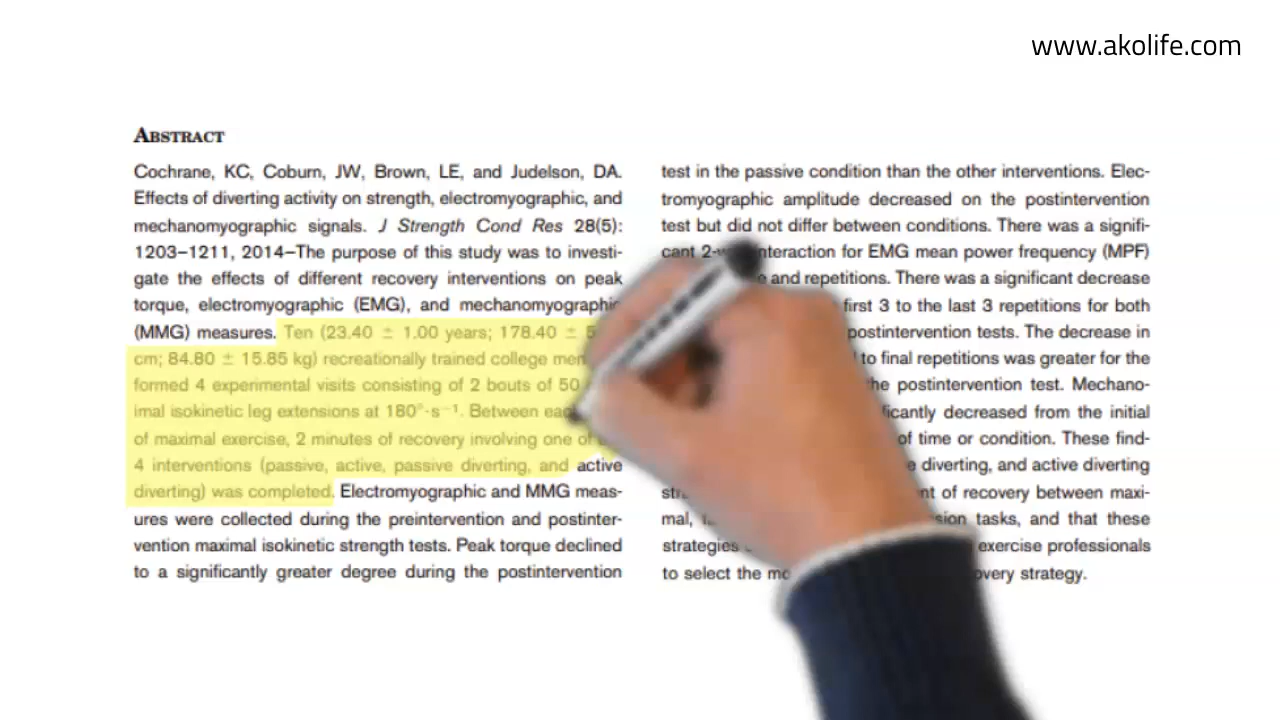 www.akolife.com
ABSTRACT
Cochrane, KC, Coburn, JW, Brown, LE, and Judelson, DA.
Effects of diverting activity on strength, electromyographic, and
mechanomyographic signals. J Strength Cond Res 28(5):
1203–1211, 2014–The purpose of this study was to investi-
gate the effects of different recovery interventions on peak
torque, electromyographic (EMG), and mechanomyographic
(MMG) measures. Ten (23.40 ± 1.00 years; 178.40 ±
cm; 84.80 ± 15.85 kg) recreationally trained college men
formed 4 experimental visits consisting of 2 bouts of 50
imal isokinetic leg extensions at 180°·s⁻¹. Between
of maximal exercise, 2 minutes of recovery involving one of
4 interventions (passive, active, passive diverting, and active
diverting) was completed. Electromyographic and MMG meas-
ures were collected during the preintervention and postinter-
vention maximal isokinetic strength tests. Peak torque declined
to a significantly greater degree during the postintervention
test in the passive condition than the other interventions. Elec-
tromyographic amplitude decreased on the postintervention
test but did not differ between conditions. There was a signifi-
cant interaction for EMG mean power frequency (MPF)
and repetitions. There was a significant decrease
first 3 to the last 3 repetitions for both
postintervention tests. The decrease in
to final repetitions was greater for the
the postintervention test. Mechano-
decreased from the initial
of time or condition. These find-
diverting, and active diverting
of recovery between maxi-
mal, tasks, and that these
strategies exercise professionals
to select the strategy.